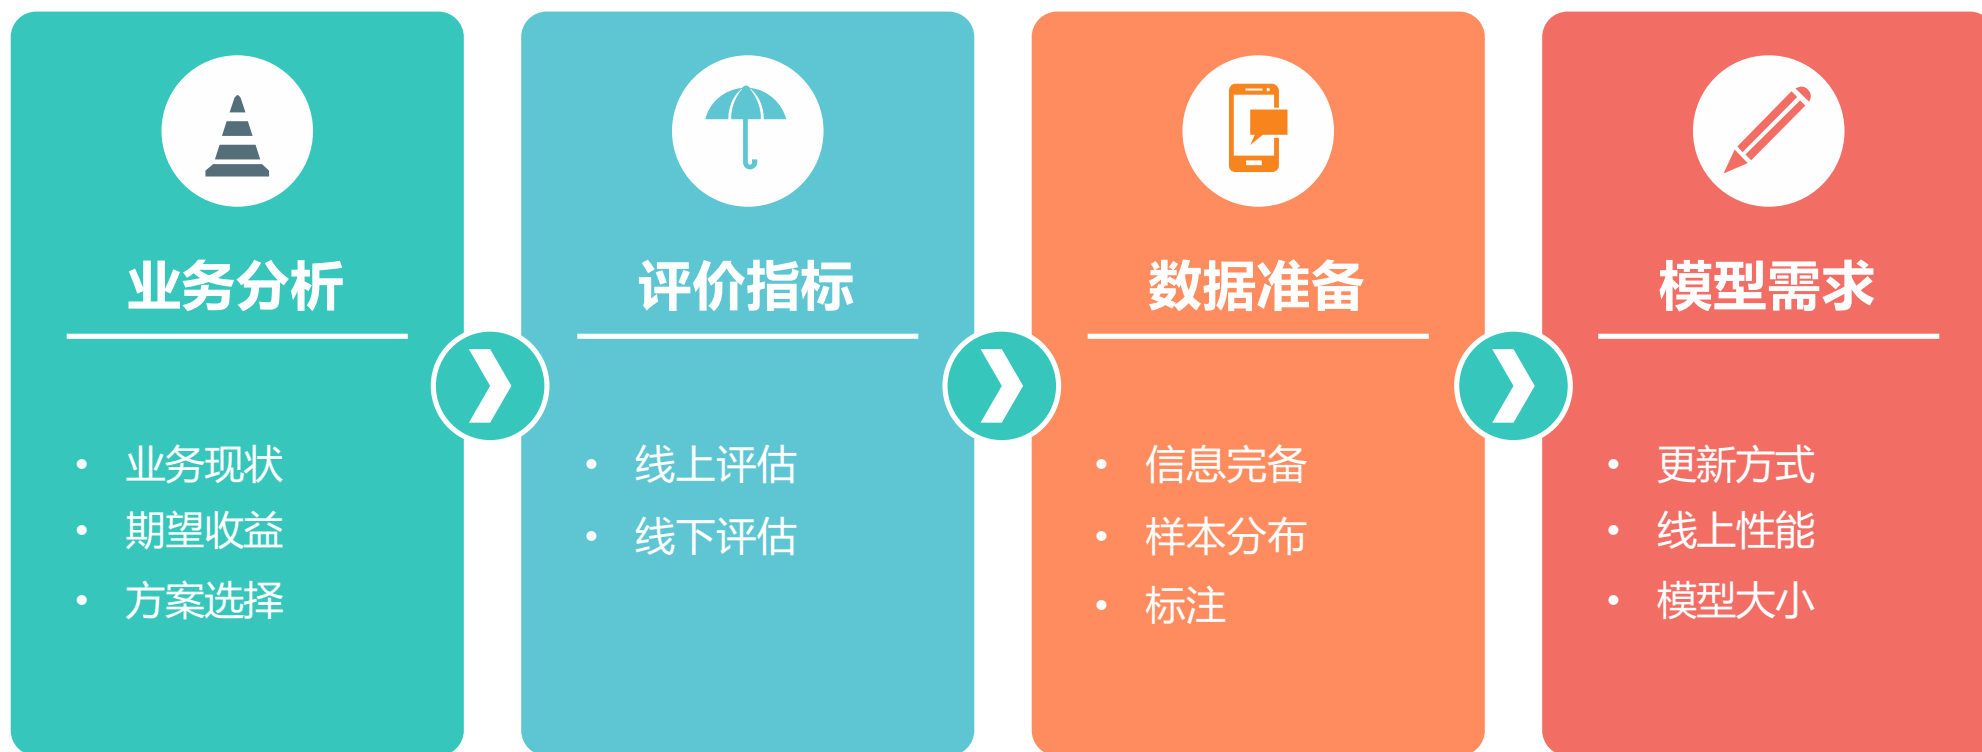 业务分析
• 业务现状
• 期望收益
• 方案选择
评价指标
• 线上评估
• 线下评估
数据准备
• 信息完备
• 样本分布
• 标注
模型需求
• 更新方式
• 线上性能
• 模型大小